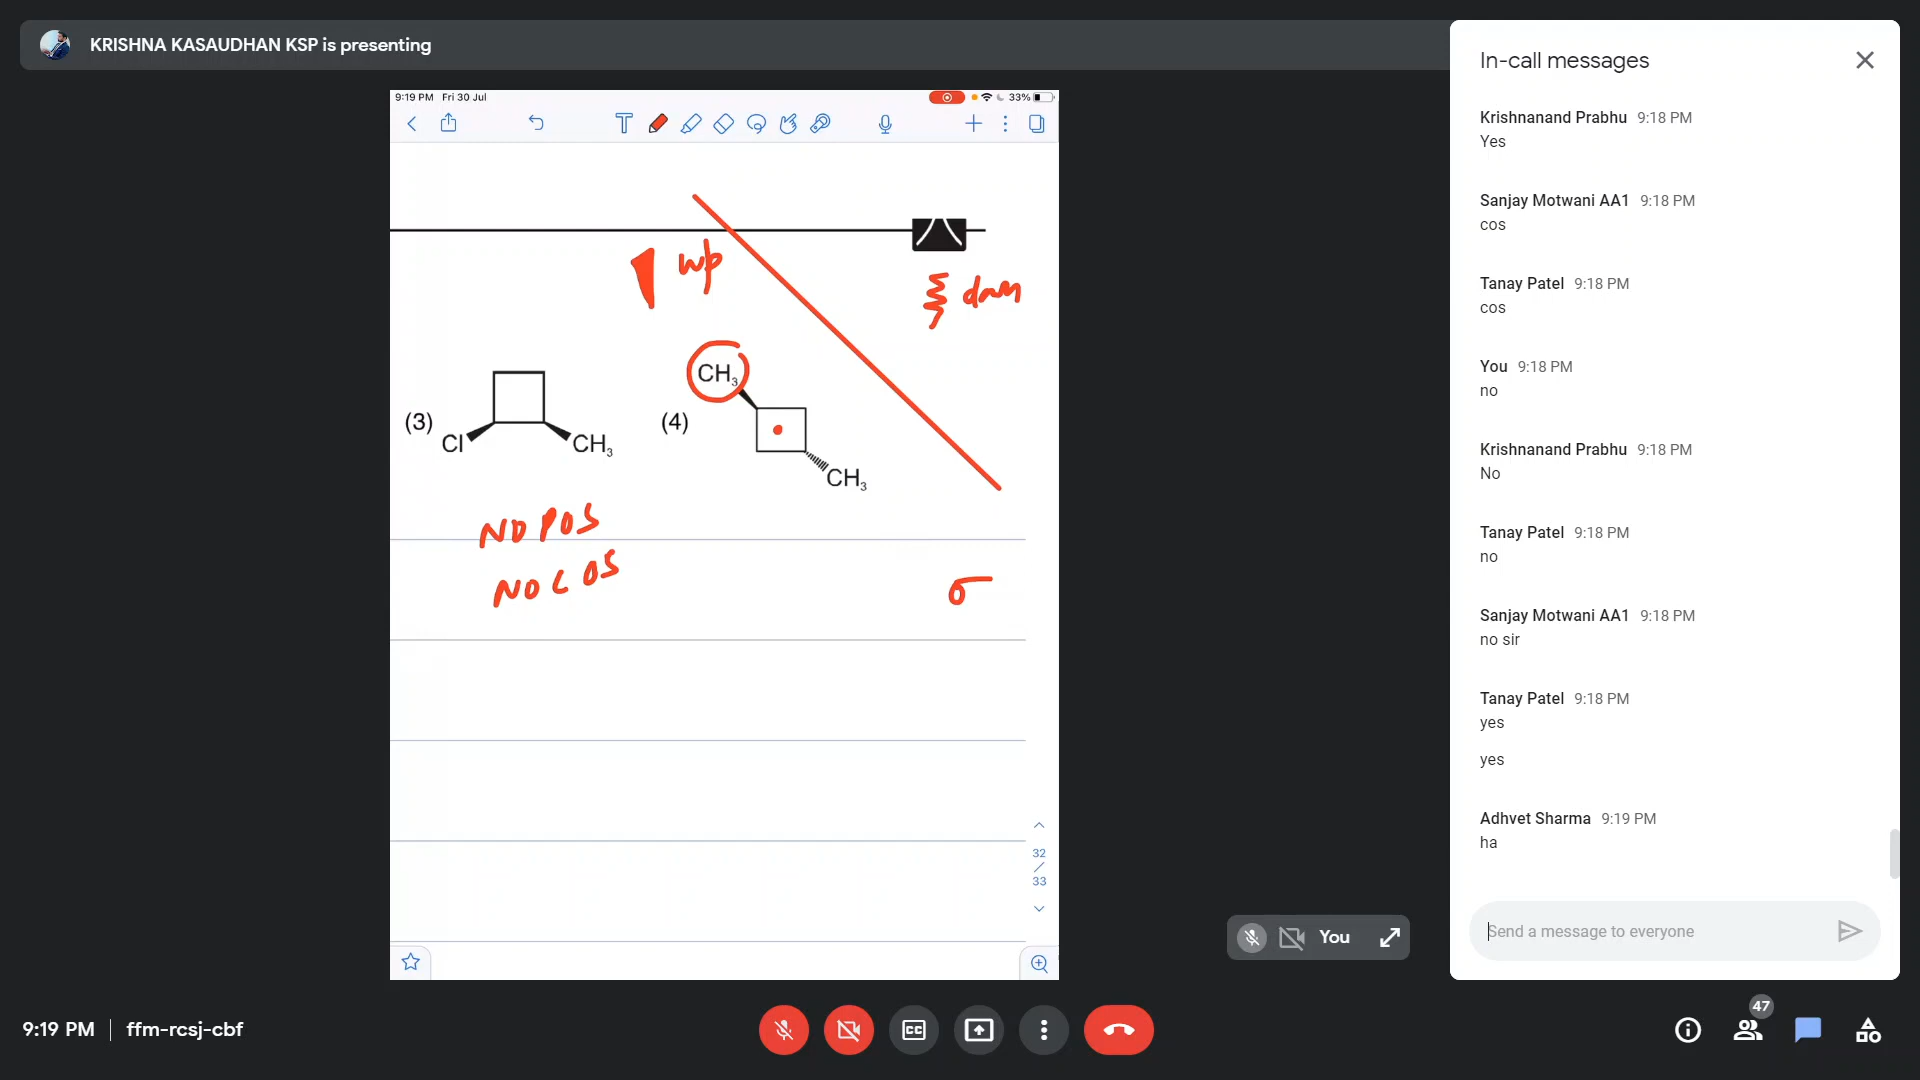 KRISHNA KASAUDHAN KSP is presenting
9:19 PM Fri 30 Jul
33%
T
wp
CH3
(3)
Cl
CH3
(4)
CH3
NO POS
NO COS
σ
32
33
In-call messages
Krishnanand Prabhu 9:18 PM
Yes
Sanjay Motwani AA1 9:18 PM
cos
Tanay Patel 9:18 PM
cos
You 9:18 PM
no
Krishnanand Prabhu 9:18 PM
No
Tanay Patel 9:18 PM
no
Sanjay Motwani AA1 9:18 PM
no sir
Tanay Patel 9:18 PM
yes
yes
Adhvet Sharma 9:19 PM
ha
Send a message to everyone
You
9:19 PM | ffm-rcsj-cbf
CC
47